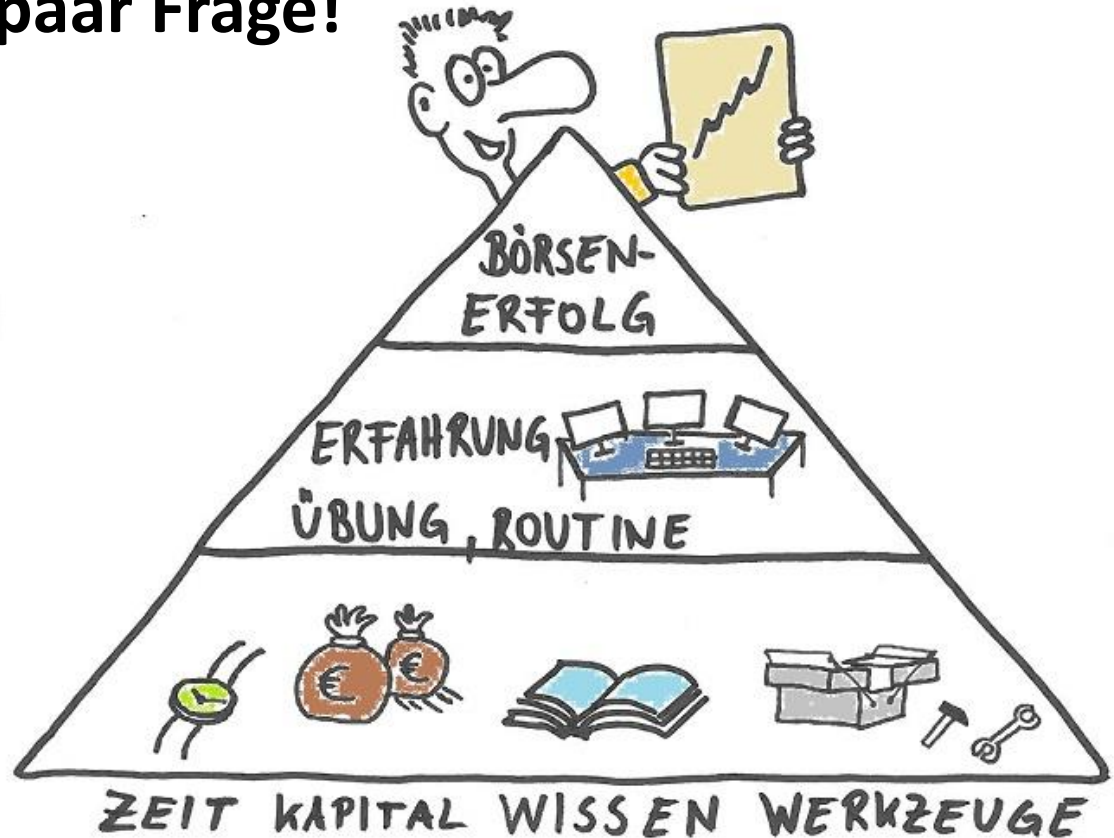 paar Frage!
BÖRSEN-
ERFOLG
ERFAHRUNG
ÜBUNG, ROUTINE
€ €
ZEIT KAPITAL WISSEN WERKZEUGE